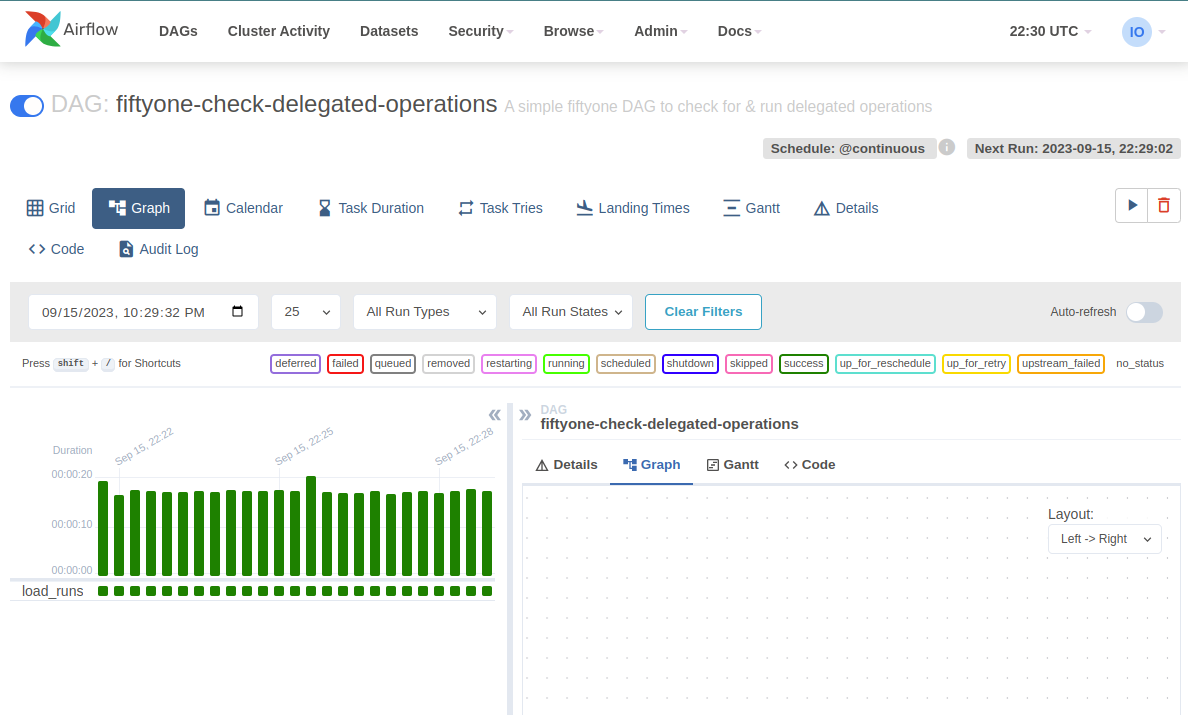 Airflow DAGs Cluster Activity Datasets Security Browse Admin Docs 22:30 UTC IO
DAG: fiftyone-check-delegated-operations A simple fiftyone DAG to check for & run delegated operations
Schedule: @continuous i Next Run: 2023-09-15, 22:29:02
Grid Graph Calendar Task Duration Task Tries Landing Times Gantt Details
Code Audit Log
09/15/2023, 10:29:32 PM 25 All Run Types All Run States Clear Filters Auto-refresh
Press shift + / for Shortcuts deferred failed queued removed restarting running scheduled shutdown skipped success up_for_reschedule up_for_retry upstream_failed no_status
« » DAG
fiftyone-check-delegated-operations
Sep 15, 22:22 Sep 15, 22:25 Sep 15, 22:28
Duration
Details Graph Gantt Code
00:00:20
Layout:
00:00:10
Left -> Right
00:00:00
load_runs